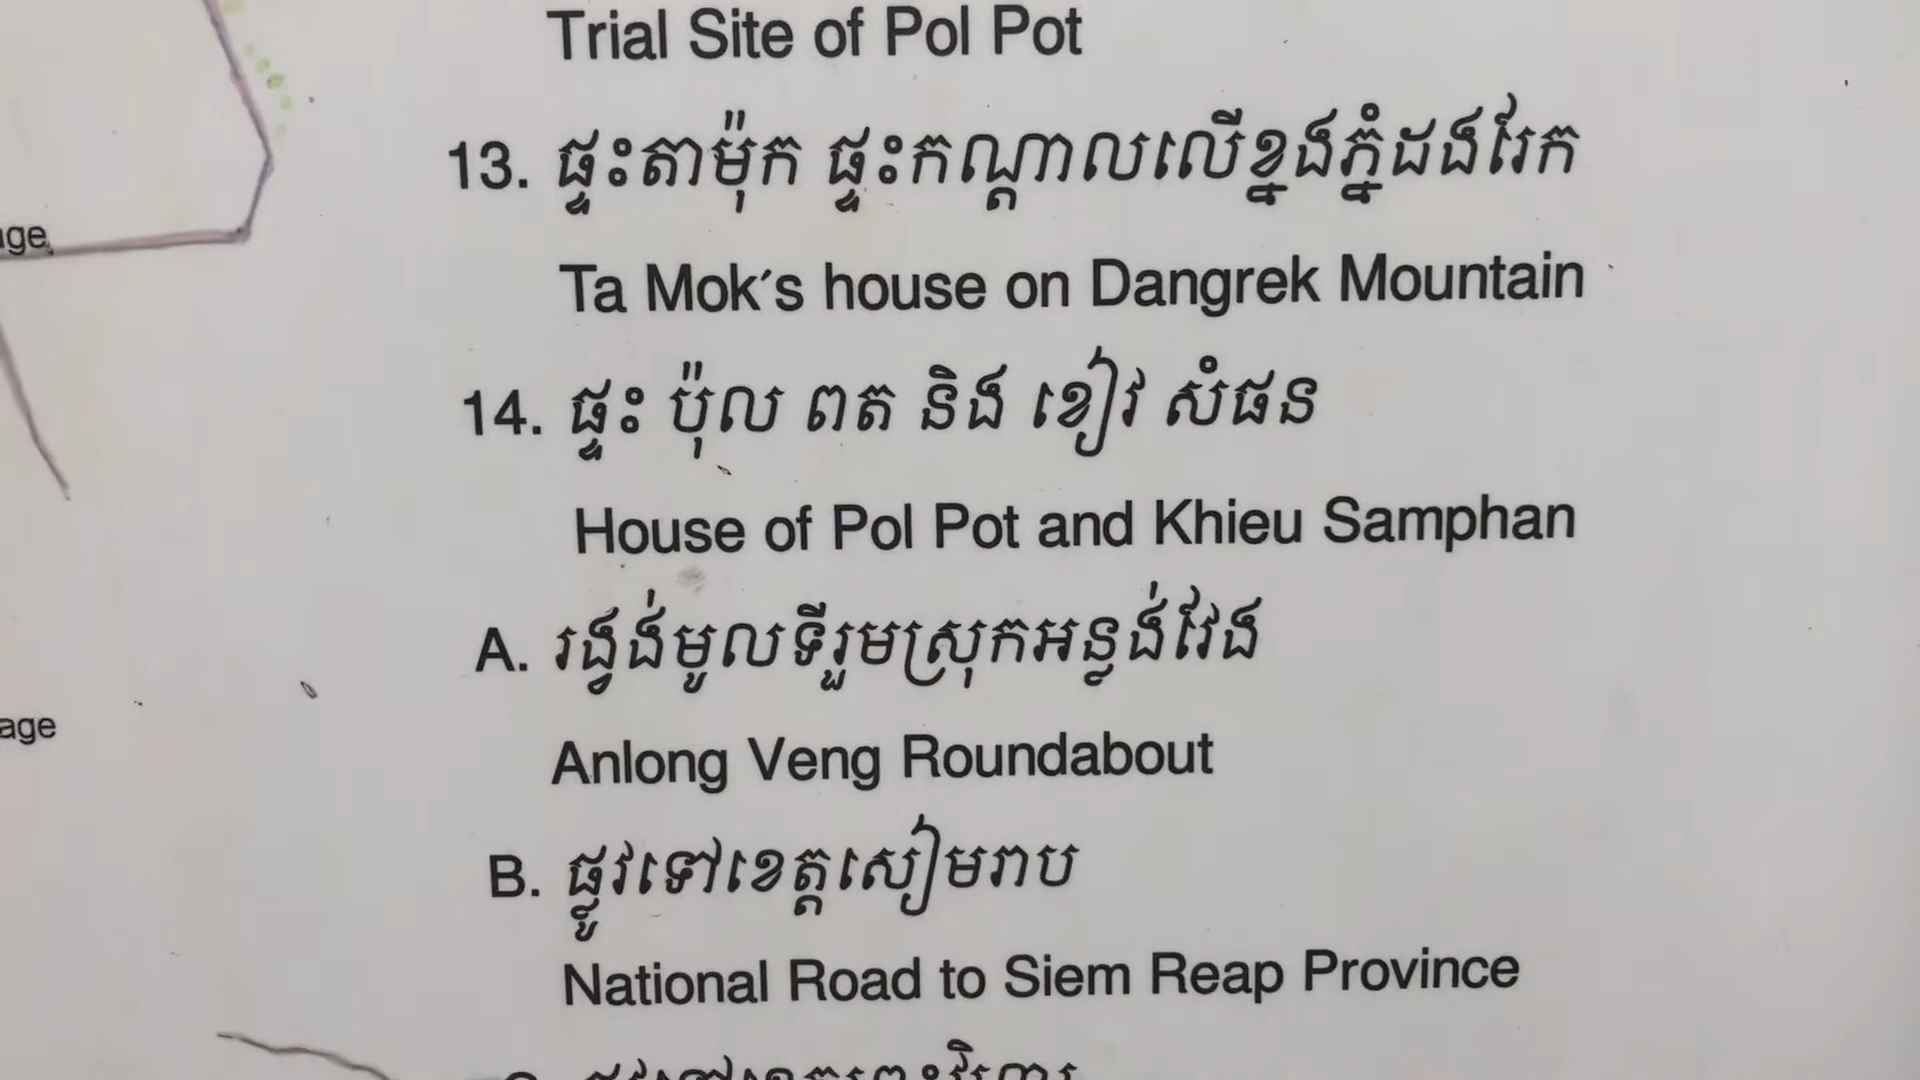 Trial Site of Pol Pot
13. ផ្ទះតាម៉ុក ផ្ទះកណ្ដាលលើខ្នងភ្នំដងរែក
Ta Mok's house on Dangrek Mountain
14. ផ្ទះ ប៉ុល ពត និង ខៀវ សំផន
House of Pol Pot and Khieu Samphan
A. រង្វង់មូលទីរួមស្រុកអន្លង់វែង
age
Anlong Veng Roundabout
B. ផ្លូវទៅខេត្តសៀមរាប
National Road to Siem Reap Province